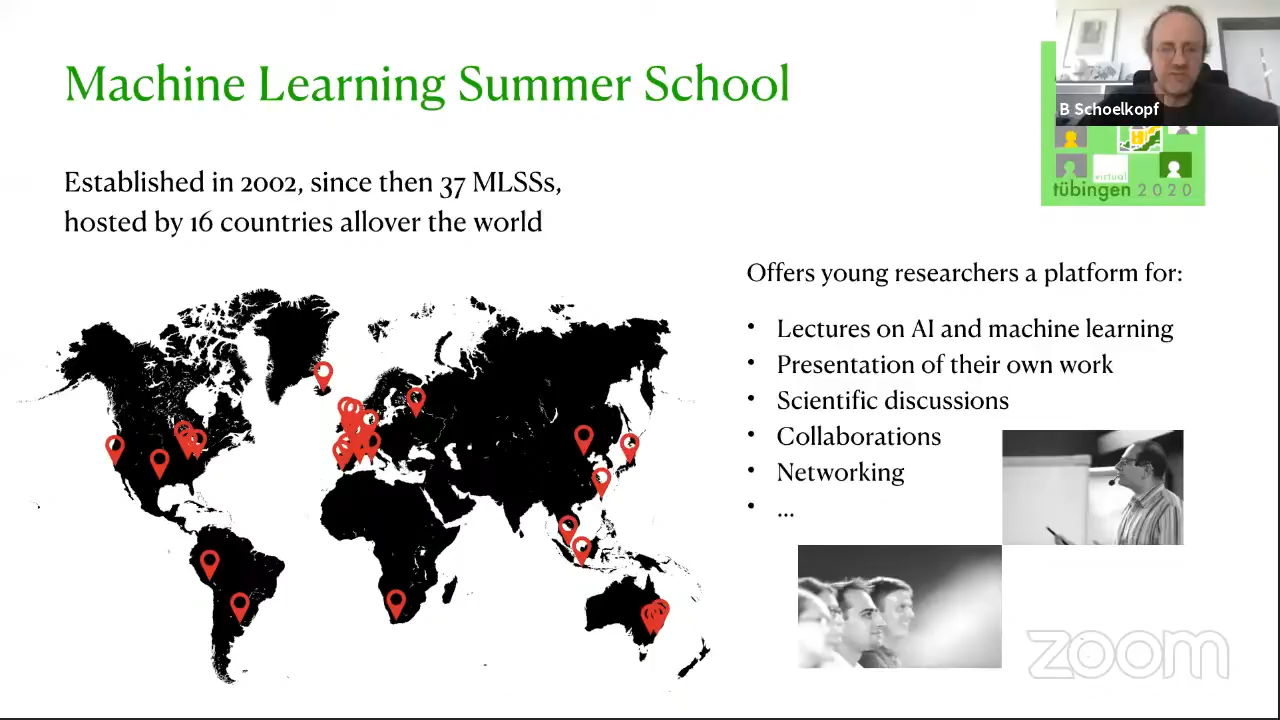 Machine Learning Summer School
B Schoelkopf
virtual
tübingen 2020
Established in 2002, since then 37 MLSSs,
hosted by 16 countries allover the world
Offers young researchers a platform for:
• Lectures on AI and machine learning
• Presentation of their own work
• Scientific discussions
• Collaborations
• Networking
• ...
zoom